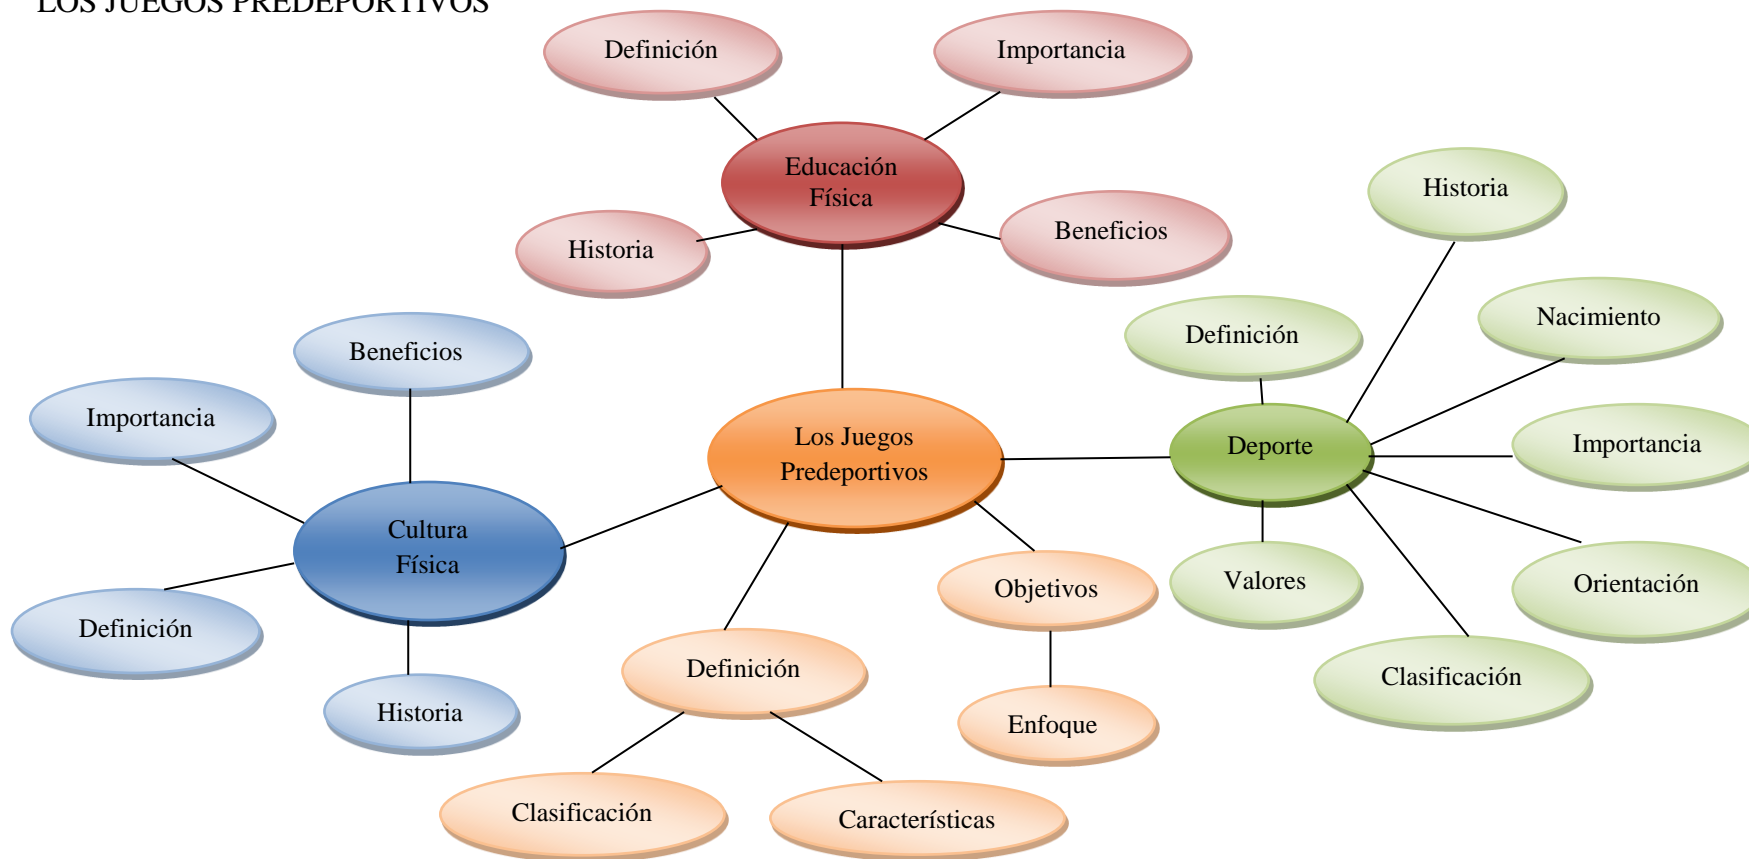 LOS JUEGOS PREDEPORTIVOS
Definición
Importancia
Educación
Física
Historia
Beneficios
Historia
Nacimiento
Definición
Importancia
Deporte
Valores
Orientación
Clasificación
Beneficios
Importancia
Cultura
Física
Definición
Historia
Los Juegos
Predeportivos
Objetivos
Definición
Enfoque
Clasificación
Características